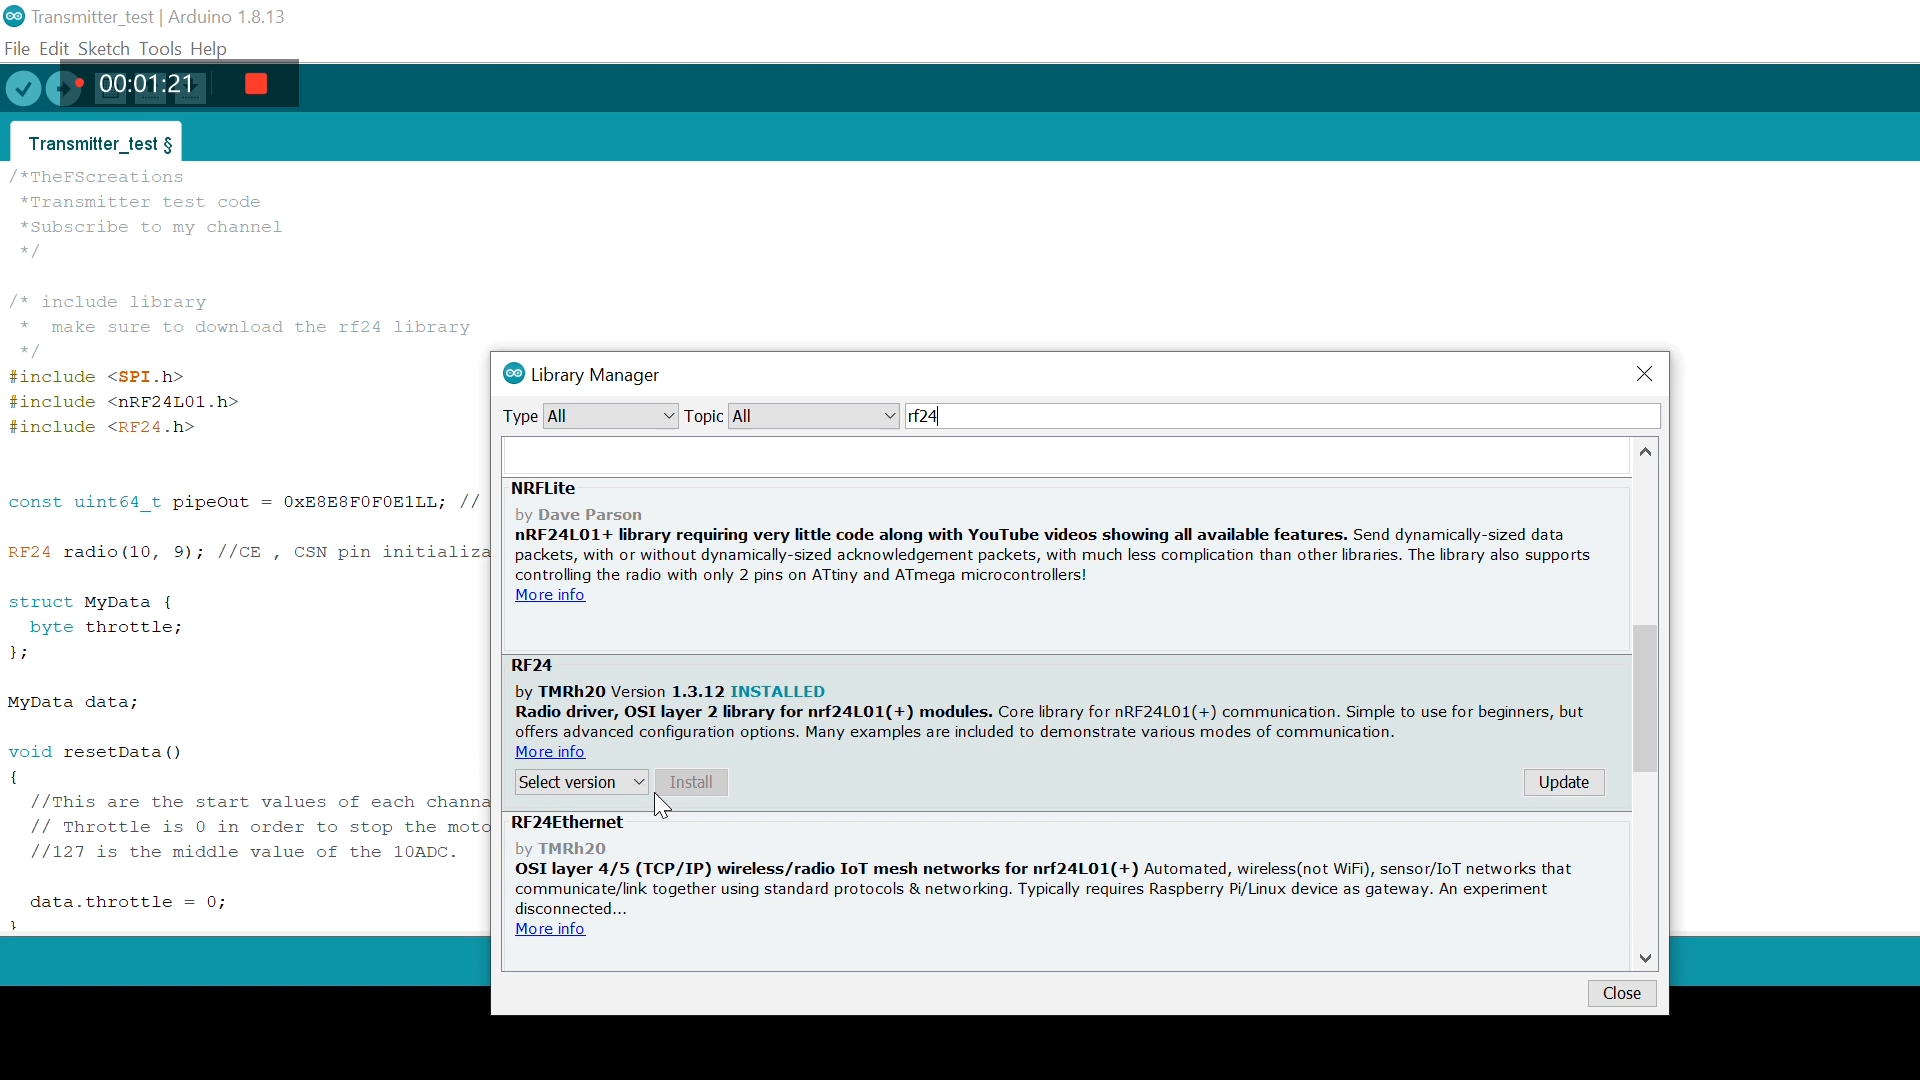 Transmitter_test | Arduino 1.8.13
File Edit Sketch Tools Help
00:01:21
Transmitter_test §
/*TheFScreations
*Transmitter test code
*Subscribe to my channel
*/
/* include library
* make sure to download the rf24 library
*/
#include <SPI.h>
#include <nRF24L01.h>
#include <RF24.h>
const uint64_t pipeOut = 0xE8E8F0F0E1LL; //
RF24 radio(10, 9); //CE , CSN pin initializa
struct MyData {
byte throttle;
};
MyData data;
void resetData()
{
//This are the start values of each channa
// Throttle is 0 in order to stop the moto
//127 is the middle value of the 10ADC.
data.throttle = 0;
}
Library Manager
Type All Topic All rf24
NRFLite
by Dave Parson
nRF24L01+ library requiring very little code along with YouTube videos showing all available features. Send dynamically-sized data
packets, with or without dynamically-sized acknowledgement packets, with much less complication than other libraries. The library also supports
controlling the radio with only 2 pins on ATtiny and ATmega microcontrollers!
More info
RF24
by TMRh20 Version 1.3.12 INSTALLED
Radio driver, OSI layer 2 library for nrf24L01(+) modules. Core library for nRF24L01(+) communication. Simple to use for beginners, but
offers advanced configuration options. Many examples are included to demonstrate various modes of communication.
More info
Select version Install Update
RF24Ethernet
by TMRh20
OSI layer 4/5 (TCP/IP) wireless/radio IoT mesh networks for nrf24L01(+) Automated, wireless(not WiFi), sensor/IoT networks that
communicate/link together using standard protocols & networking. Typically requires Raspberry Pi/Linux device as gateway. An experiment
disconnected...
More info
Close